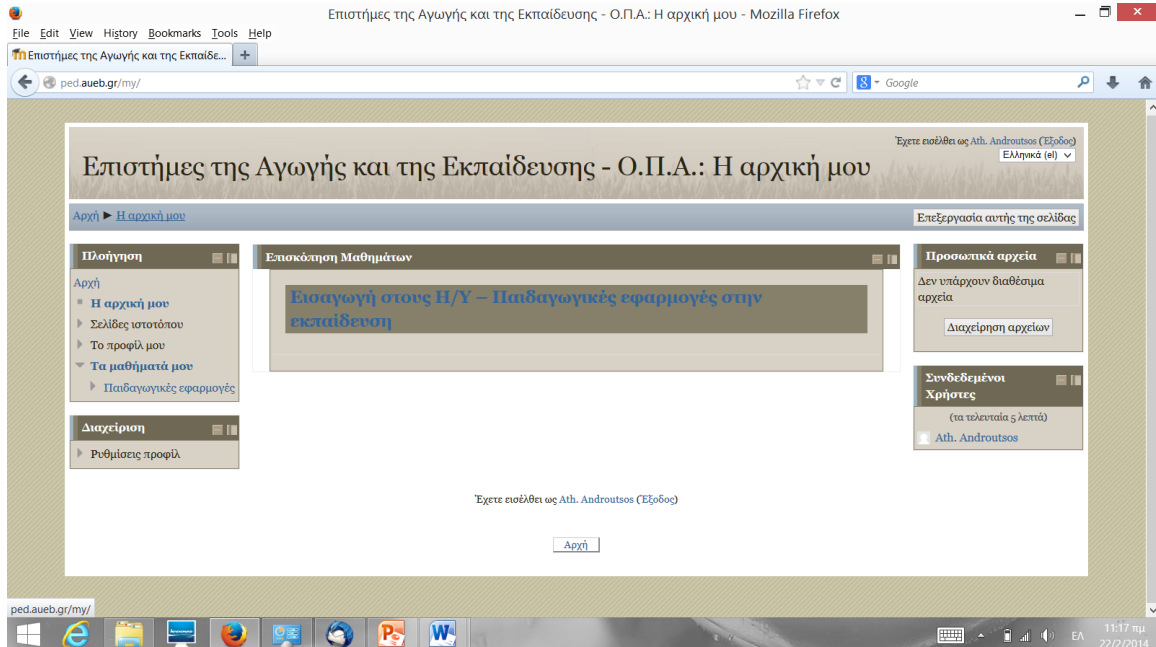 Επιστήμες της Αγωγής και της Εκπαίδευσης - Ο.Π.Α.: Η αρχική μου - Mozilla Firefox
File Edit View History Bookmarks Tools Help
Επιστήμες της Αγωγής και της Εκπαίδε...
ped.aueb.gr/my/
Google
Έχετε εισέλθει ως Ath. Androutsos (Έξοδος)
Ελληνικά (el)
Επιστήμες της Αγωγής και της Εκπαίδευσης - Ο.Π.Α.: Η αρχική μου
Αρχή ► Η αρχική μου
Επεξεργασία αυτής της σελίδας
Πλοήγηση
Αρχή
Η αρχική μου
Σελίδες ιστοτόπου
Το προφίλ μου
Τα μαθήματά μου
Παιδαγωγικές εφαρμογές
Διαχείριση
Ρυθμίσεις προφίλ
Επισκόπηση Μαθημάτων
Εισαγωγή στους Η/Υ – Παιδαγωγικές εφαρμογές στην
εκπαίδευση
Προσωπικά αρχεία
Δεν υπάρχουν διαθέσιμα
αρχεία
Διαχείριση αρχείων
Συνδεδεμένοι
Χρήστες
(τα τελευταία 5 λεπτά)
Ath. Androutsos
Έχετε εισέλθει ως Ath. Androutsos (Έξοδος)
Αρχή
ped.aueb.gr/my/
ΕΛ
11:17 πμ
22/2/2014